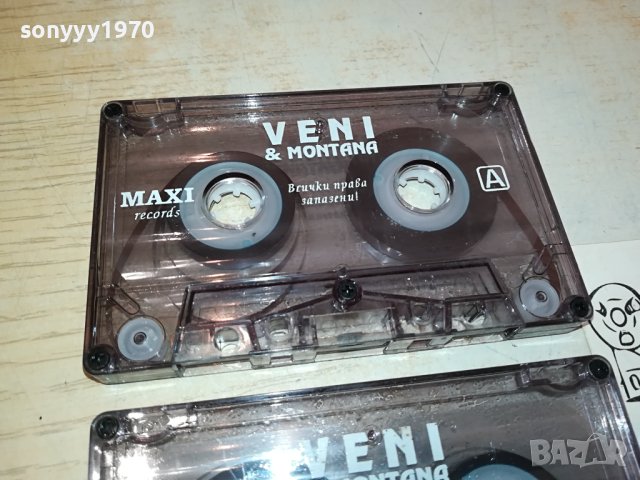 sonyyy1970
VENI
& MONTANA
MAXI
records
Всички права
запазени!
A
VENI
& MONTANA
BAZAR